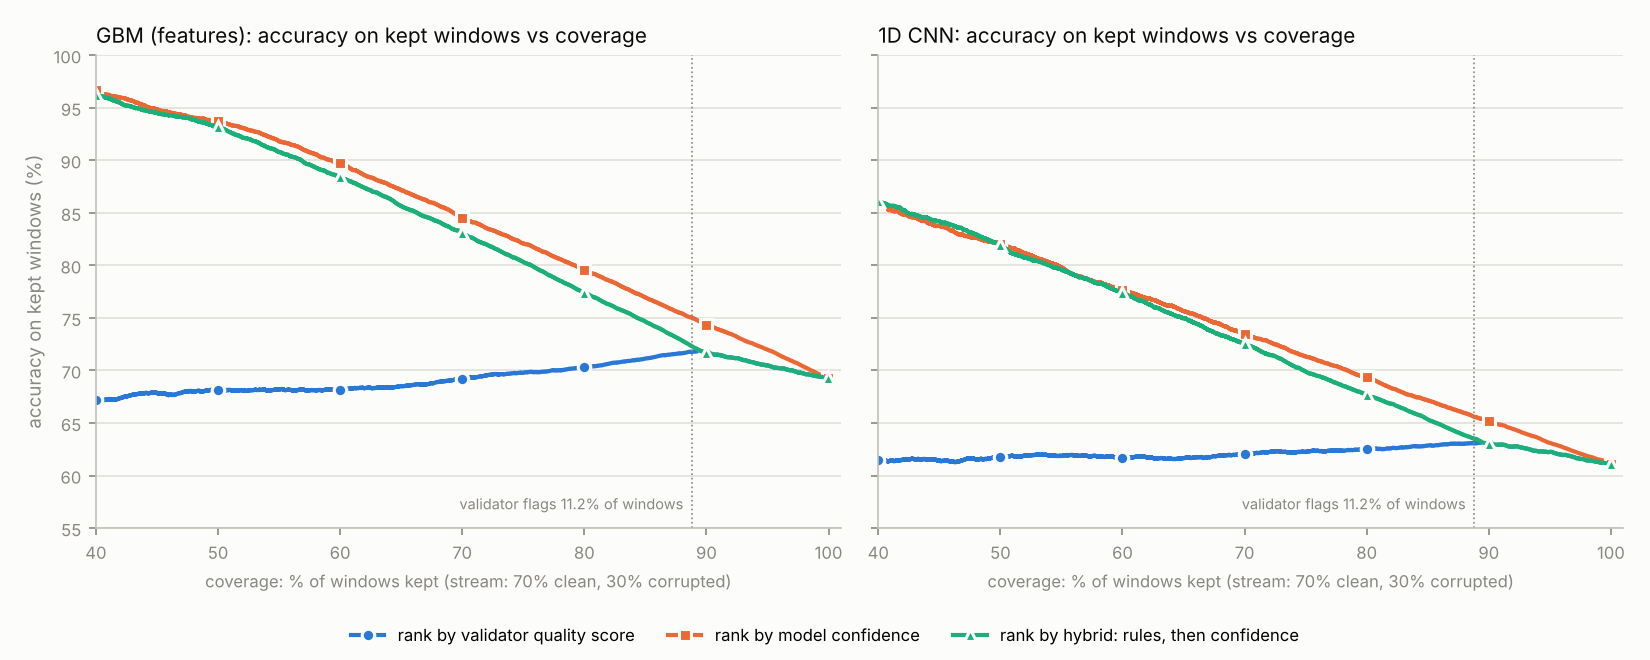 GBM (features): accuracy on kept windows vs coverage
1D CNN: accuracy on kept windows vs coverage
accuracy on kept windows (%)
100
95
90
85
80
75
70
65
60
55
validator flags 11.2% of windows
validator flags 11.2% of windows
40 50 60 70 80 90 100
40 50 60 70 80 90 100
coverage: % of windows kept (stream: 70% clean, 30% corrupted)
coverage: % of windows kept (stream: 70% clean, 30% corrupted)
rank by validator quality score
rank by model confidence
rank by hybrid: rules, then confidence